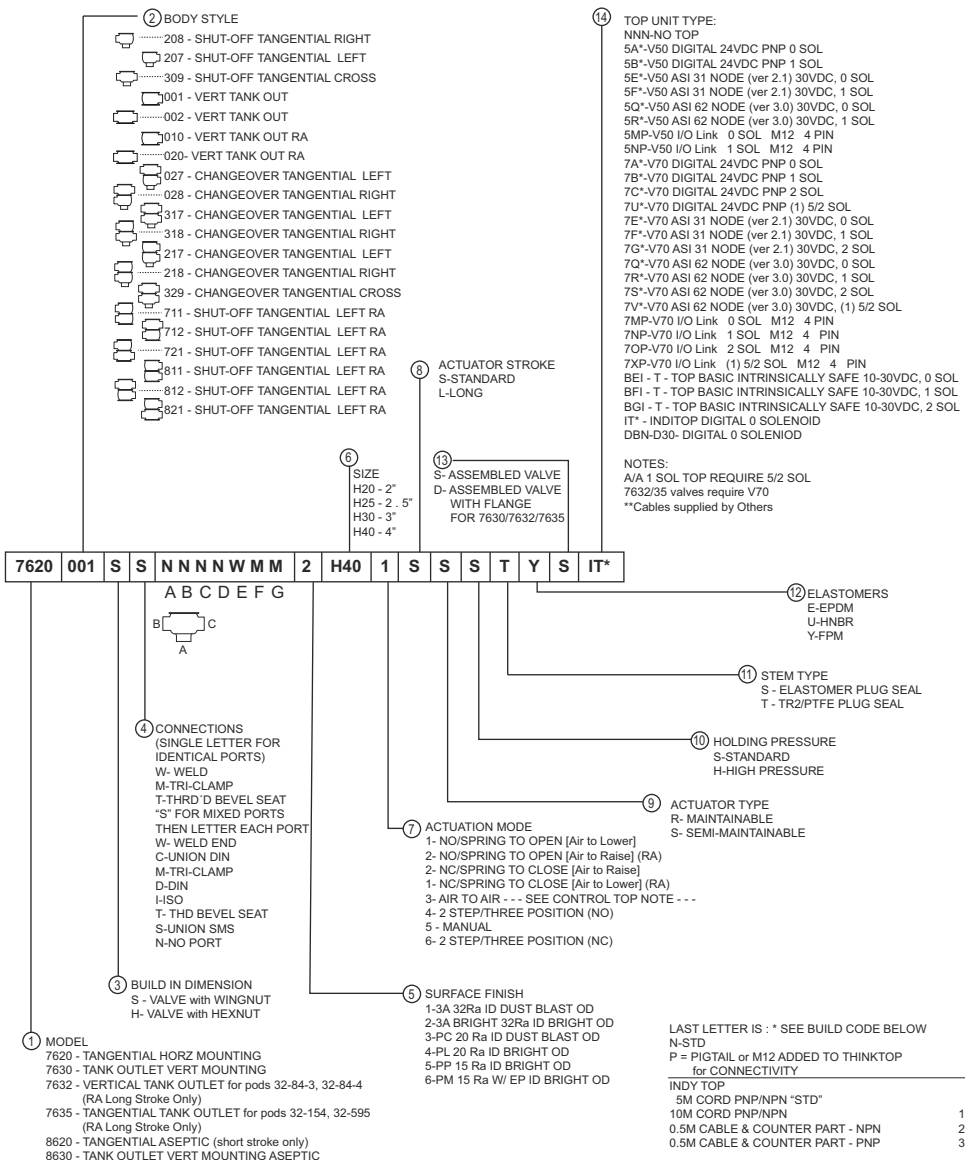 2 BODY STYLE
208 - SHUT-OFF TANGENTIAL RIGHT
207 - SHUT-OFF TANGENTIAL LEFT
309 - SHUT-OFF TANGENTIAL CROSS
001 - VERT TANK OUT
002 - VERT TANK OUT
010 - VERT TANK OUT RA
020- VERT TANK OUT RA
027 - CHANGEOVER TANGENTIAL LEFT
028 - CHANGEOVER TANGENTIAL RIGHT
317 - CHANGEOVER TANGENTIAL LEFT
318 - CHANGEOVER TANGENTIAL RIGHT
217 - CHANGEOVER TANGENTIAL LEFT
218 - CHANGEOVER TANGENTIAL RIGHT
329 - CHANGEOVER TANGENTIAL CROSS
711 - SHUT-OFF TANGENTIAL LEFT RA
712 - SHUT-OFF TANGENTIAL LEFT RA
721 - SHUT-OFF TANGENTIAL LEFT RA
811 - SHUT-OFF TANGENTIAL LEFT RA
812 - SHUT-OFF TANGENTIAL LEFT RA
821 - SHUT-OFF TANGENTIAL LEFT RA
14 TOP UNIT TYPE:
NNN-NO TOP
5A*-V50 DIGITAL 24VDC PNP 0 SOL
5B*-V50 DIGITAL 24VDC PNP 1 SOL
5E*-V50 ASI 31 NODE (ver 2.1) 30VDC, 0 SOL
5F*-V50 ASI 31 NODE (ver 2.1) 30VDC, 1 SOL
5Q*-V50 ASI 62 NODE (ver 3.0) 30VDC, 0 SOL
5R*-V50 ASI 62 NODE (ver 3.0) 30VDC, 1 SOL
5MP-V50 I/O Link 0 SOL M12 4 PIN
5NP-V50 I/O Link 1 SOL M12 4 PIN
7A*-V70 DIGITAL 24VDC PNP 0 SOL
7B*-V70 DIGITAL 24VDC PNP 1 SOL
7C*-V70 DIGITAL 24VDC PNP 2 SOL
7U*-V70 DIGITAL 24VDC PNP (1) 5/2 SOL
7E*-V70 ASI 31 NODE (ver 2.1) 30VDC, 0 SOL
7F*-V70 ASI 31 NODE (ver 2.1) 30VDC, 1 SOL
7G*-V70 ASI 31 NODE (ver 2.1) 30VDC, 2 SOL
7Q*-V70 ASI 62 NODE (ver 3.0) 30VDC, 0 SOL
7R*-V70 ASI 62 NODE (ver 3.0) 30VDC, 1 SOL
7S*-V70 ASI 62 NODE (ver 3.0) 30VDC, 2 SOL
7V*-V70 ASI 62 NODE (ver 3.0) 30VDC, (1) 5/2 SOL
7MP-V70 I/O Link 0 SOL M12 4 PIN
7NP-V70 I/O Link 1 SOL M12 4 PIN
7OP-V70 I/O Link 2 SOL M12 4 PIN
7XP-V70 I/O Link (1) 5/2 SOL M12 4 PIN
BEI - T - TOP BASIC INTRINSICALLY SAFE 10-30VDC, 0 SOL
BFI - T - TOP BASIC INTRINSICALLY SAFE 10-30VDC, 1 SOL
BGI - T - TOP BASIC INTRINSICALLY SAFE 10-30VDC, 2 SOL
IT* - INDITOP DIGITAL 0 SOLENOID
DBN-D30- DIGITAL 0 SOLENIOD
NOTES:
A/A 1 SOL TOP REQUIRE 5/2 SOL
7632/35 valves require V70
**Cables supplied by Others
8 ACTUATOR STROKE
S-STANDARD
L-LONG
6
SIZE
H20 - 2"
H25 - 2 . 5"
H30 - 3"
H40 - 4"
13
S- ASSEMBLED VALVE
D- ASSEMBLED VALVE
WITH FLANGE
FOR 7630/7632/7635
7620 001 S S N N N N W M M 2 H40 1 S S S T Y S IT*
A B C D E F G
B C
A
12 ELASTOMERS
E-EPDM
U-HNBR
Y-FPM
11 STEM TYPE
S - ELASTOMER PLUG SEAL
T - TR2/PTFE PLUG SEAL
10 HOLDING PRESSURE
S-STANDARD
H-HIGH PRESSURE
9 ACTUATOR TYPE
R- MAINTAINABLE
S- SEMI-MAINTAINABLE
4 CONNECTIONS
(SINGLE LETTER FOR
IDENTICAL PORTS)
W- WELD
M-TRI-CLAMP
T-THRD´D BEVEL SEAT
“S” FOR MIXED PORTS
THEN LETTER EACH PORT
W- WELD END
C-UNION DIN
M-TRI-CLAMP
D-DIN
I-ISO
T- THD BEVEL SEAT
S-UNION SMS
N-NO PORT
7 ACTUATION MODE
1- NO/SPRING TO OPEN [Air to Lower]
2- NO/SPRING TO OPEN [Air to Raise] (RA)
2- NC/SPRING TO CLOSE [Air to Raise]
1- NC/SPRING TO CLOSE [Air to Lower] (RA)
3- AIR TO AIR - - - SEE CONTROL TOP NOTE - - -
4- 2 STEP/THREE POSITION (NO)
5 - MANUAL
6- 2 STEP/THREE POSITION (NC)
3 BUILD IN DIMENSION
S - VALVE with WINGNUT
H- VALVE with HEXNUT
5 SURFACE FINISH
1-3A 32Ra ID DUST BLAST OD
2-3A BRIGHT 32Ra ID BRIGHT OD
3-PC 20 Ra ID DUST BLAST OD
4-PL 20 Ra ID BRIGHT OD
5-PP 15 Ra ID BRIGHT OD
6-PM 15 Ra W/ EP ID BRIGHT OD
1 MODEL
7620 - TANGENTIAL HORZ MOUNTING
7630 - TANK OUTLET VERT MOUNTING
7632 - VERTICAL TANK OUTLET for pods 32-84-3, 32-84-4
(RA Long Stroke Only)
7635 - TANGENTIAL TANK OUTLET for pods 32-154, 32-595
(RA Long Stroke Only)
8620 - TANGENTIAL ASEPTIC (short stroke only)
8630 - TANK OUTLET VERT MOUNTING ASEPTIC
LAST LETTER IS : * SEE BUILD CODE BELOW
N-STD
P = PIGTAIL or M12 ADDED TO THINKTOP
for CONNECTIVITY
INDY TOP
5M CORD PNP/NPN “STD”
10M CORD PNP/NPN 1
0.5M CABLE & COUNTER PART - NPN 2
0.5M CABLE & COUNTER PART - PNP 3